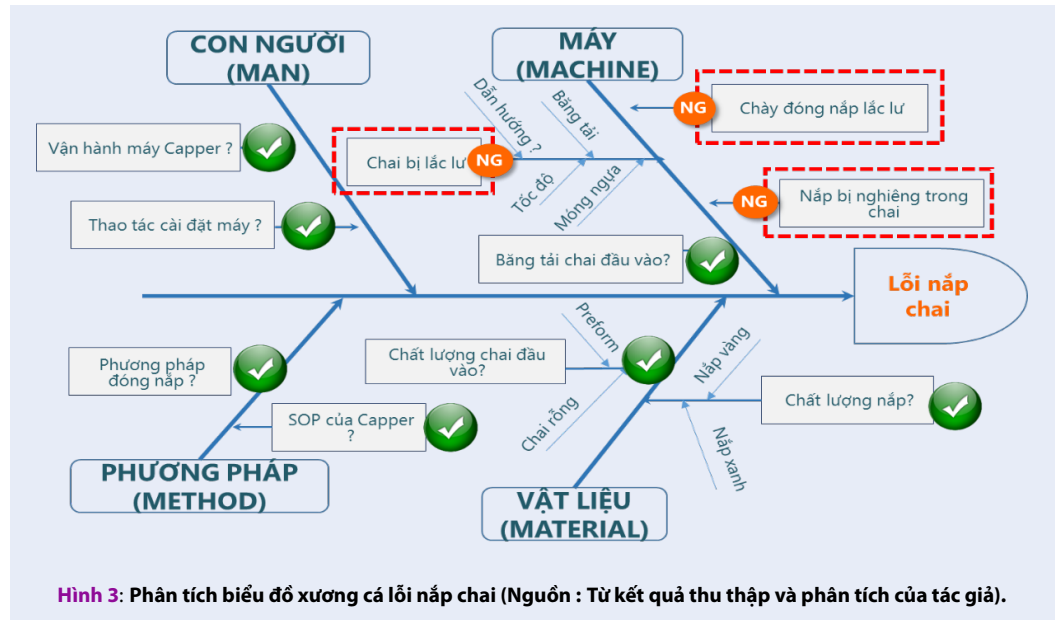 CON NGƯỜI
(MAN)
MÁY
(MACHINE)
NG
Chày đóng nắp lắc lư
Dẫn hướng ?
Băng tải
Vận hành máy Capper ?
Chai bị lắc lư
NG
Tốc độ
Móng ngựa
NG
Nắp bị nghiêng trong
chai
Thao tác cài đặt máy ?
Băng tải chai đầu vào?
Lỗi nắp
chai
Preform
Nắp vàng
Phương pháp
đóng nắp ?
Chất lượng chai đầu
vào?
Chất lượng nắp?
SOP của Capper
?
Chai rỗng
Nắp xanh
PHƯƠNG PHÁP
(METHOD)
VẬT LIỆU
(MATERIAL)
Hình 3: Phân tích biểu đồ xương cá lỗi nắp chai (Nguồn : Từ kết quả thu thập và phân tích của tác giả).